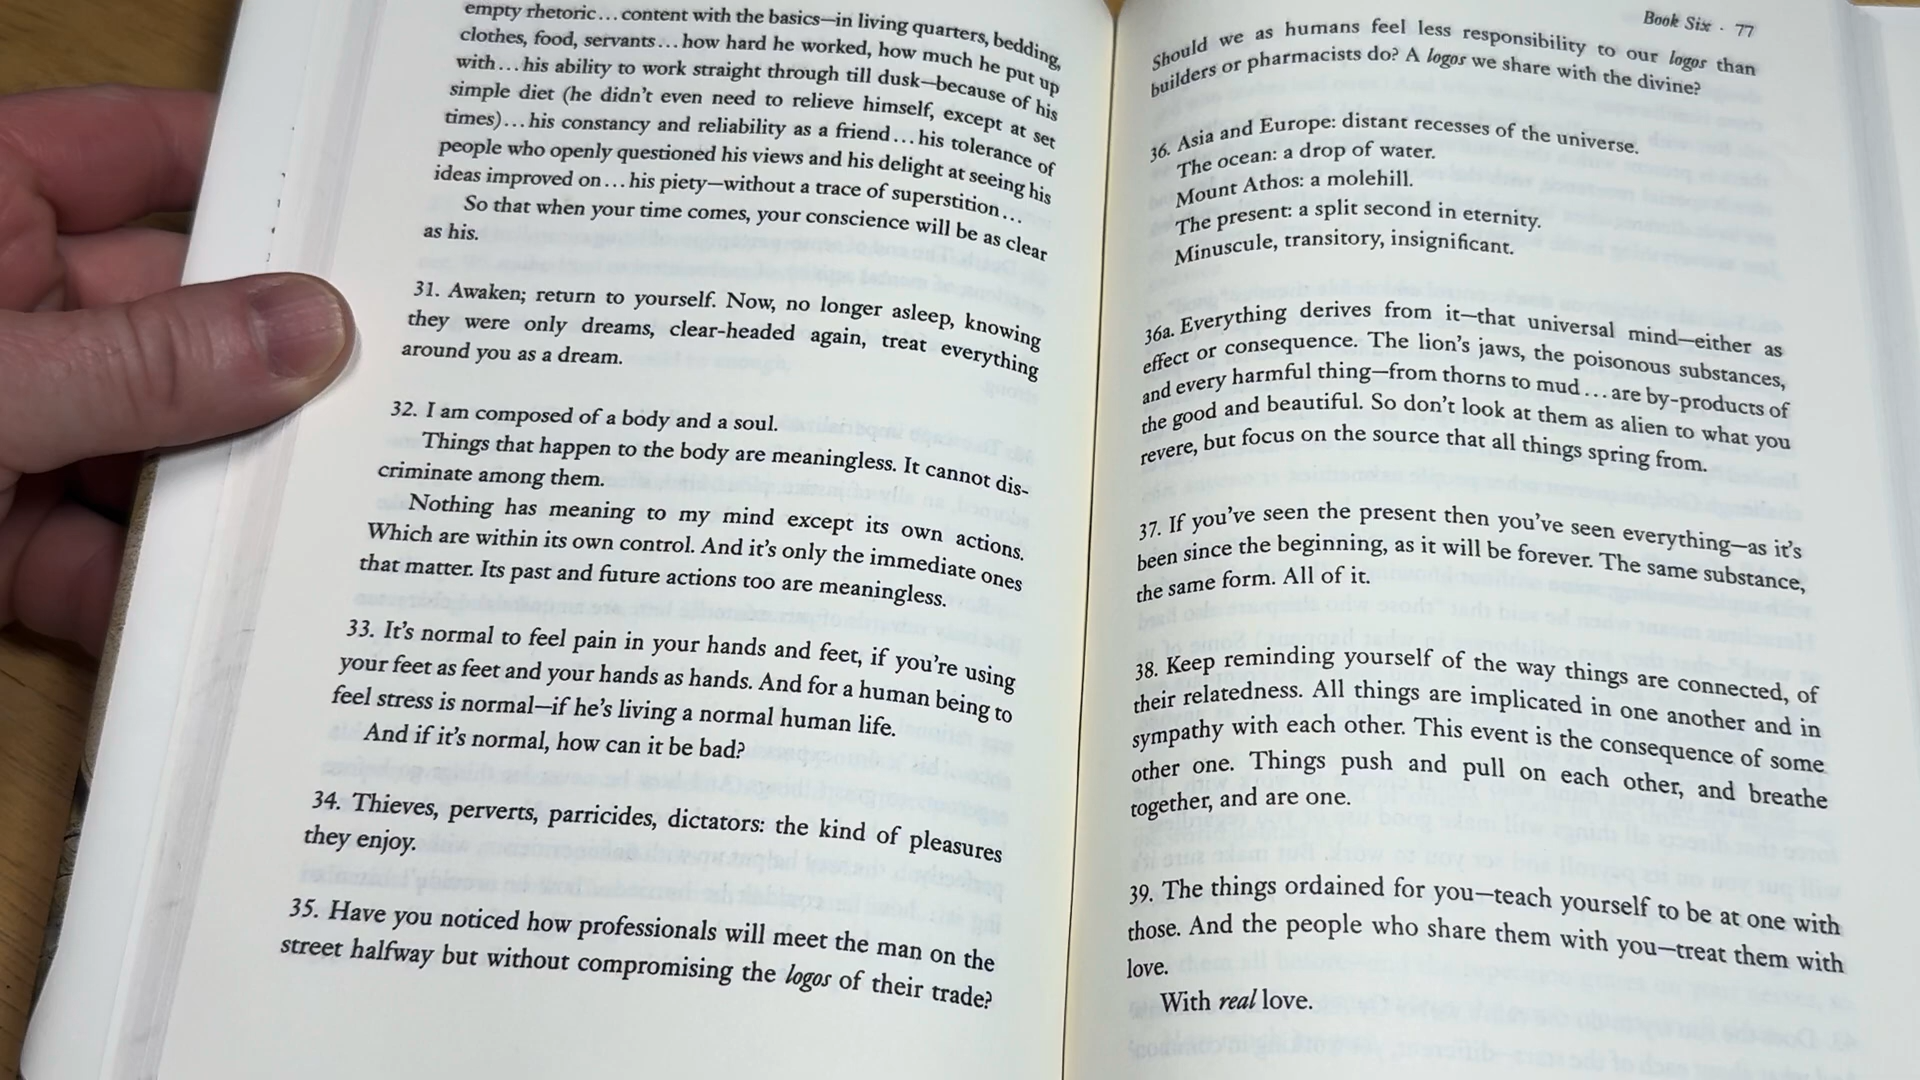 empty rhetoric… content with the basics—in living quarters, bedding,
clothes, food, servants… how hard he worked, how much he put up
with… his ability to work straight through till dusk—because of his
simple diet (he didn't even need to relieve himself, except at set
times)… his constancy and reliability as a friend… his tolerance of
people who openly questioned his views and his delight at seeing his
ideas improved on… his piety—without a trace of superstition…
So that when your time comes, your conscience will be as clear
as his.
31. Awaken; return to yourself. Now, no longer asleep, knowing
they were only dreams, clear-headed again, treat everything
around you as a dream.
32. I am composed of a body and a soul.
Things that happen to the body are meaningless. It cannot dis-
criminate among them.
Nothing has meaning to my mind except its own actions.
Which are within its own control. And it's only the immediate ones
that matter. Its past and future actions too are meaningless.
33. It's normal to feel pain in your hands and feet, if you're using
your feet as feet and your hands as hands. And for a human being to
feel stress is normal—if he's living a normal human life.
And if it's normal, how can it be bad?
34. Thieves, perverts, parricides, dictators: the kind of pleasures
they enjoy.
35. Have you noticed how professionals will meet the man on the
street halfway but without compromising the logos of their trade?
Book Six · 77
Should we as humans feel less responsibility to our logos than
builders or pharmacists do? A logos we share with the divine?
36. Asia and Europe: distant recesses of the universe.
The ocean: a drop of water.
Mount Athos: a molehill.
The present: a split second in eternity.
Minuscule, transitory, insignificant.
36a. Everything derives from it—that universal mind—either as
effect or consequence. The lion's jaws, the poisonous substances,
and every harmful thing—from thorns to mud… are by-products of
the good and beautiful. So don't look at them as alien to what you
revere, but focus on the source that all things spring from.
37. If you've seen the present then you've seen everything—as it's
been since the beginning, as it will be forever. The same substance,
the same form. All of it.
38. Keep reminding yourself of the way things are connected, of
their relatedness. All things are implicated in one another and in
sympathy with each other. This event is the consequence of some
other one. Things push and pull on each other, and breathe
together, and are one.
39. The things ordained for you—teach yourself to be at one with
those. And the people who share them with you—treat them with
love.
With real love.